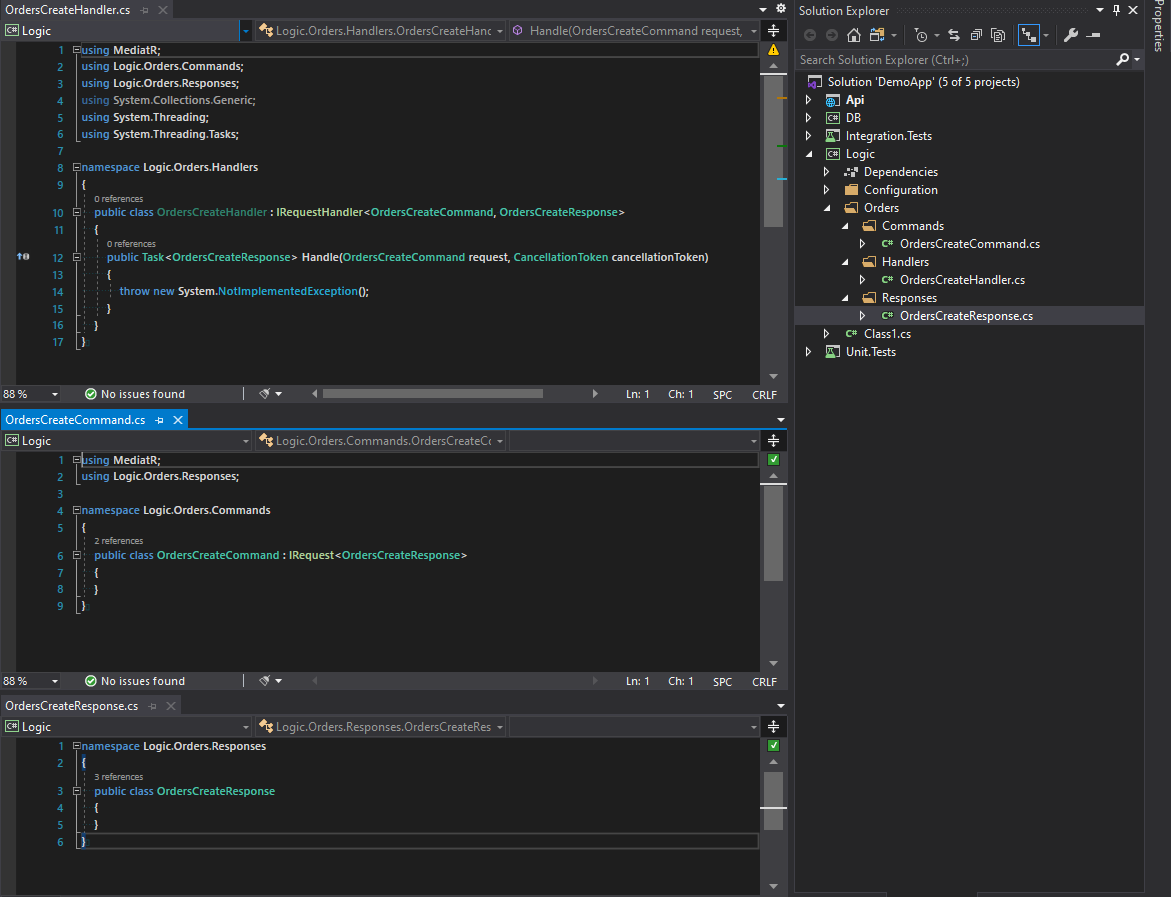 OrdersCreateHandler.cs
Logic
Logic.Orders.Handlers.OrdersCreateHanc
Handle(OrdersCreateCommand request,
1 using MediatR;
2 using Logic.Orders.Commands;
3 using Logic.Orders.Responses;
4 using System.Collections.Generic;
5 using System.Threading;
6 using System.Threading.Tasks;
7
8 namespace Logic.Orders.Handlers
9 {
0 references
10 public class OrdersCreateHandler : IRequestHandler<OrdersCreateCommand, OrdersCreateResponse>
11 {
0 references
12 public Task<OrdersCreateResponse> Handle(OrdersCreateCommand request, CancellationToken cancellationToken)
13 {
14 throw new System.NotImplementedException();
15 }
16 }
17 }
88 %
No issues found
Ln: 1 Ch: 1 SPC CRLF
OrdersCreateCommand.cs
Logic
Logic.Orders.Commands.OrdersCreateCo
1 using MediatR;
2 using Logic.Orders.Responses;
3
4 namespace Logic.Orders.Commands
5 {
2 references
6 public class OrdersCreateCommand : IRequest<OrdersCreateResponse>
7 {
8 }
9 }
88 %
No issues found
Ln: 1 Ch: 1 SPC CRLF
OrdersCreateResponse.cs
Logic
Logic.Orders.Responses.OrdersCreateRes
1 namespace Logic.Orders.Responses
2 {
3 references
3 public class OrdersCreateResponse
4 {
5 }
6 }
Solution Explorer
Search Solution Explorer (Ctrl+;)
Solution 'DemoApp' (5 of 5 projects)
Api
C# DB
Integration.Tests
C# Logic
Dependencies
Configuration
Orders
Commands
C# OrdersCreateCommand.cs
Handlers
C# OrdersCreateHandler.cs
Responses
C# OrdersCreateResponse.cs
C# Class1.cs
Unit.Tests
Properties